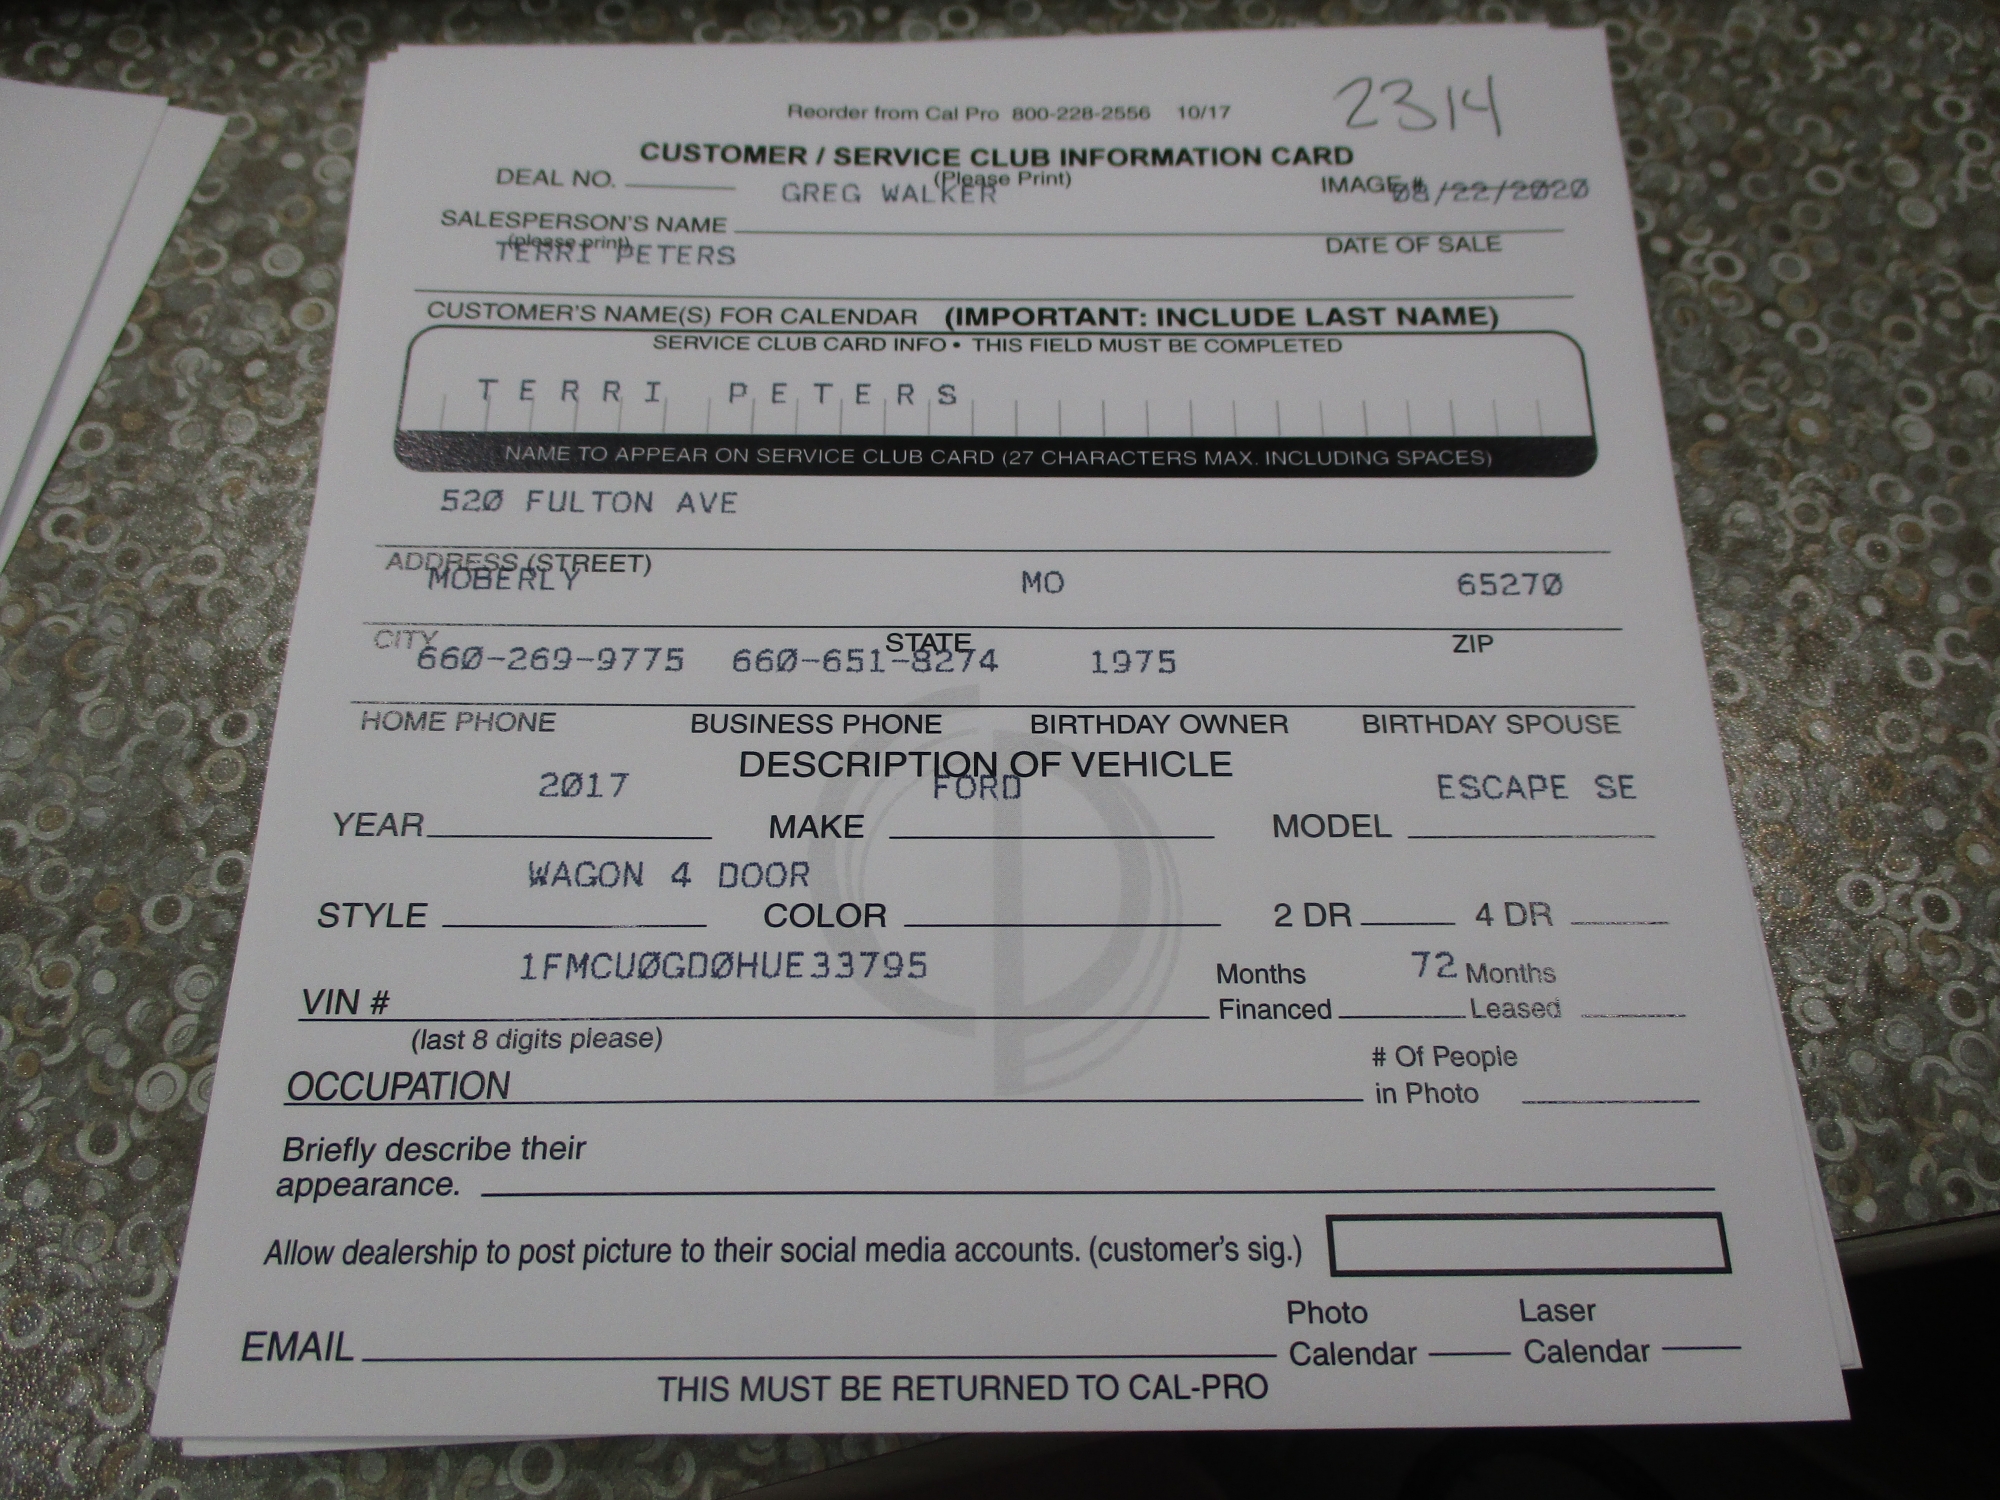 2314
Reorder from Cal Pro 800-228-2556 10/17
CUSTOMER / SERVICE CLUB INFORMATION CARD
(Please Print)
DEAL NO. IMAGE #
GREG WALKER 08/22/2020
SALESPERSON'S NAME
(please print) DATE OF SALE
TERRI PETERS
CUSTOMER'S NAME(S) FOR CALENDAR (IMPORTANT: INCLUDE LAST NAME)
SERVICE CLUB CARD INFO • THIS FIELD MUST BE COMPLETED
TERRI PETERS
NAME TO APPEAR ON SERVICE CLUB CARD (27 CHARACTERS MAX. INCLUDING SPACES)
520 FULTON AVE
ADDRESS (STREET)
MOBERLY MO 65270
CITY STATE ZIP
660-269-9775 660-651-8274 1975
HOME PHONE BUSINESS PHONE BIRTHDAY OWNER BIRTHDAY SPOUSE
DESCRIPTION OF VEHICLE
2017 FORD ESCAPE SE
YEAR MAKE MODEL
WAGON 4 DOOR
STYLE COLOR 2 DR 4 DR
1FMCU0GD0HUE33795 72
VIN # Months Financed Months Leased
(last 8 digits please)
OCCUPATION # Of People in Photo
Briefly describe their
appearance.
Allow dealership to post picture to their social media accounts. (customer's sig.)
EMAIL Photo Calendar Laser Calendar
THIS MUST BE RETURNED TO CAL-PRO